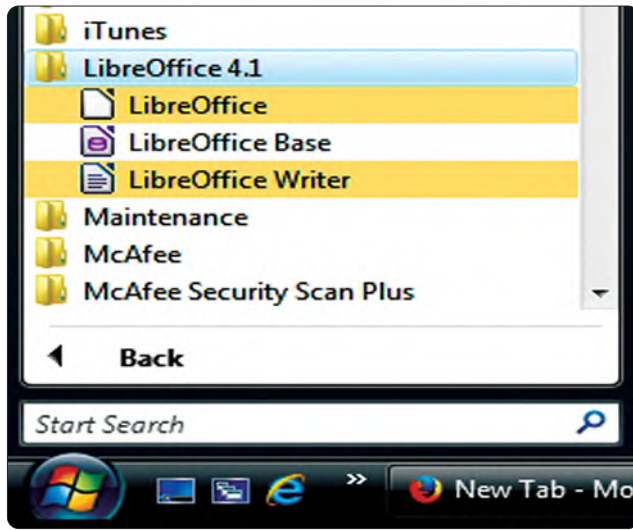 iTunes
LibreOffice 4.1
LibreOffice
LibreOffice Base
LibreOffice Writer
Maintenance
McAfee
McAfee Security Scan Plus
Back
Start Search
New Tab - Mo